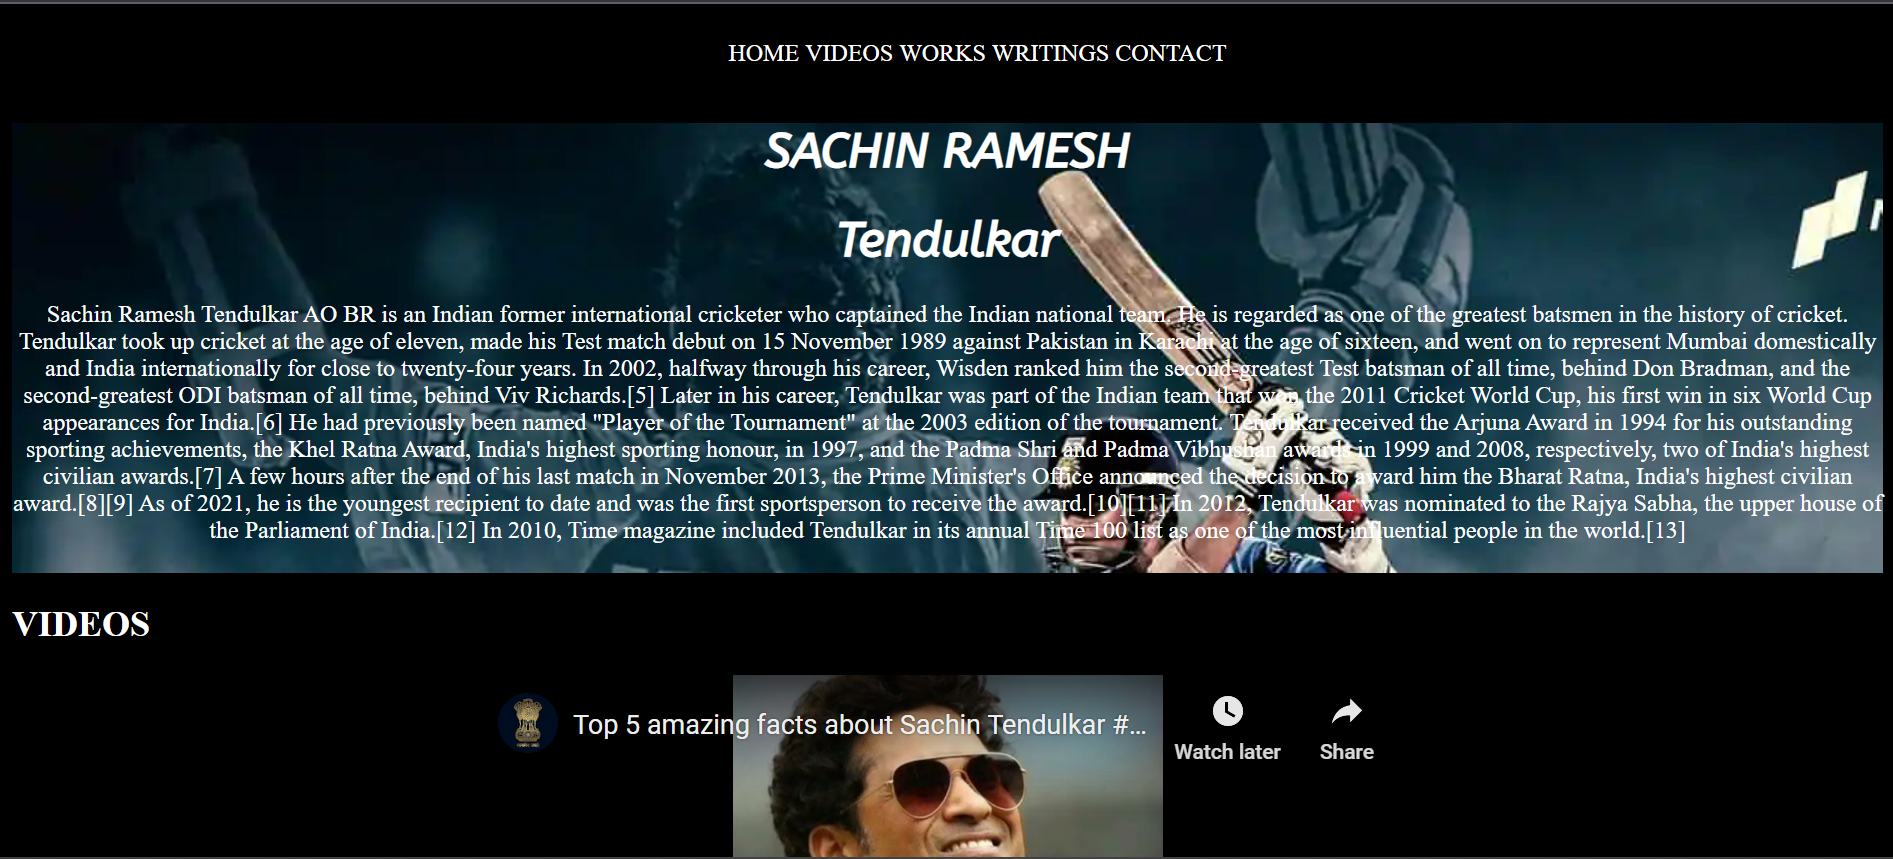 HOME VIDEOS WORKS WRITINGS CONTACT
SACHIN RAMESH
Tendulkar
Sachin Ramesh Tendulkar AO BR is an Indian former international cricketer who captained the Indian national team. He is regarded as one of the greatest batsmen in the history of cricket.
Tendulkar took up cricket at the age of eleven, made his Test match debut on 15 November 1989 against Pakistan in Karachi at the age of sixteen, and went on to represent Mumbai domestically
and India internationally for close to twenty-four years. In 2002, halfway through his career, Wisden ranked him the second-greatest Test batsman of all time, behind Don Bradman, and the
second-greatest ODI batsman of all time, behind Viv Richards.[5] Later in his career, Tendulkar was part of the Indian team that won the 2011 Cricket World Cup, his first win in six World Cup
appearances for India.[6] He had previously been named "Player of the Tournament" at the 2003 edition of the tournament. Tendulkar received the Arjuna Award in 1994 for his outstanding
sporting achievements, the Khel Ratna Award, India's highest sporting honour, in 1997, and the Padma Shri and Padma Vibhushan awards in 1999 and 2008, respectively, two of India's highest
civilian awards.[7] A few hours after the end of his last match in November 2013, the Prime Minister's Office announced the decision to award him the Bharat Ratna, India's highest civilian
award.[8][9] As of 2021, he is the youngest recipient to date and was the first sportsperson to receive the award.[10][11] In 2012, Tendulkar was nominated to the Rajya Sabha, the upper house of
the Parliament of India.[12] In 2010, Time magazine included Tendulkar in its annual Time 100 list as one of the most influential people in the world.[13]
VIDEOS
Top 5 amazing facts about Sachin Tendulkar #...
Watch later
Share